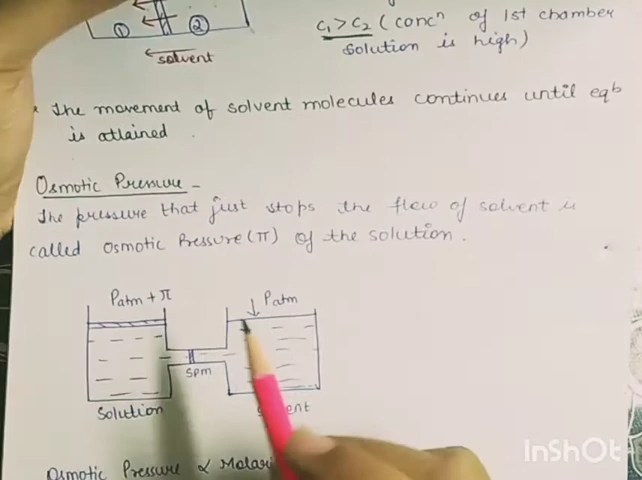 ① ②
solvent
C₁ > C₂ (concⁿ of 1st chamber
solution is high)
* The movement of solvent molecules continues until eqb
is attained
Osmotic Pressure -
The pressure that just stops the flow of solvent is
called Osmotic Pressure (π) of the solution.
Patm + π
Patm
SPM
Solution
Osmotic Pressure ∝
InShOt